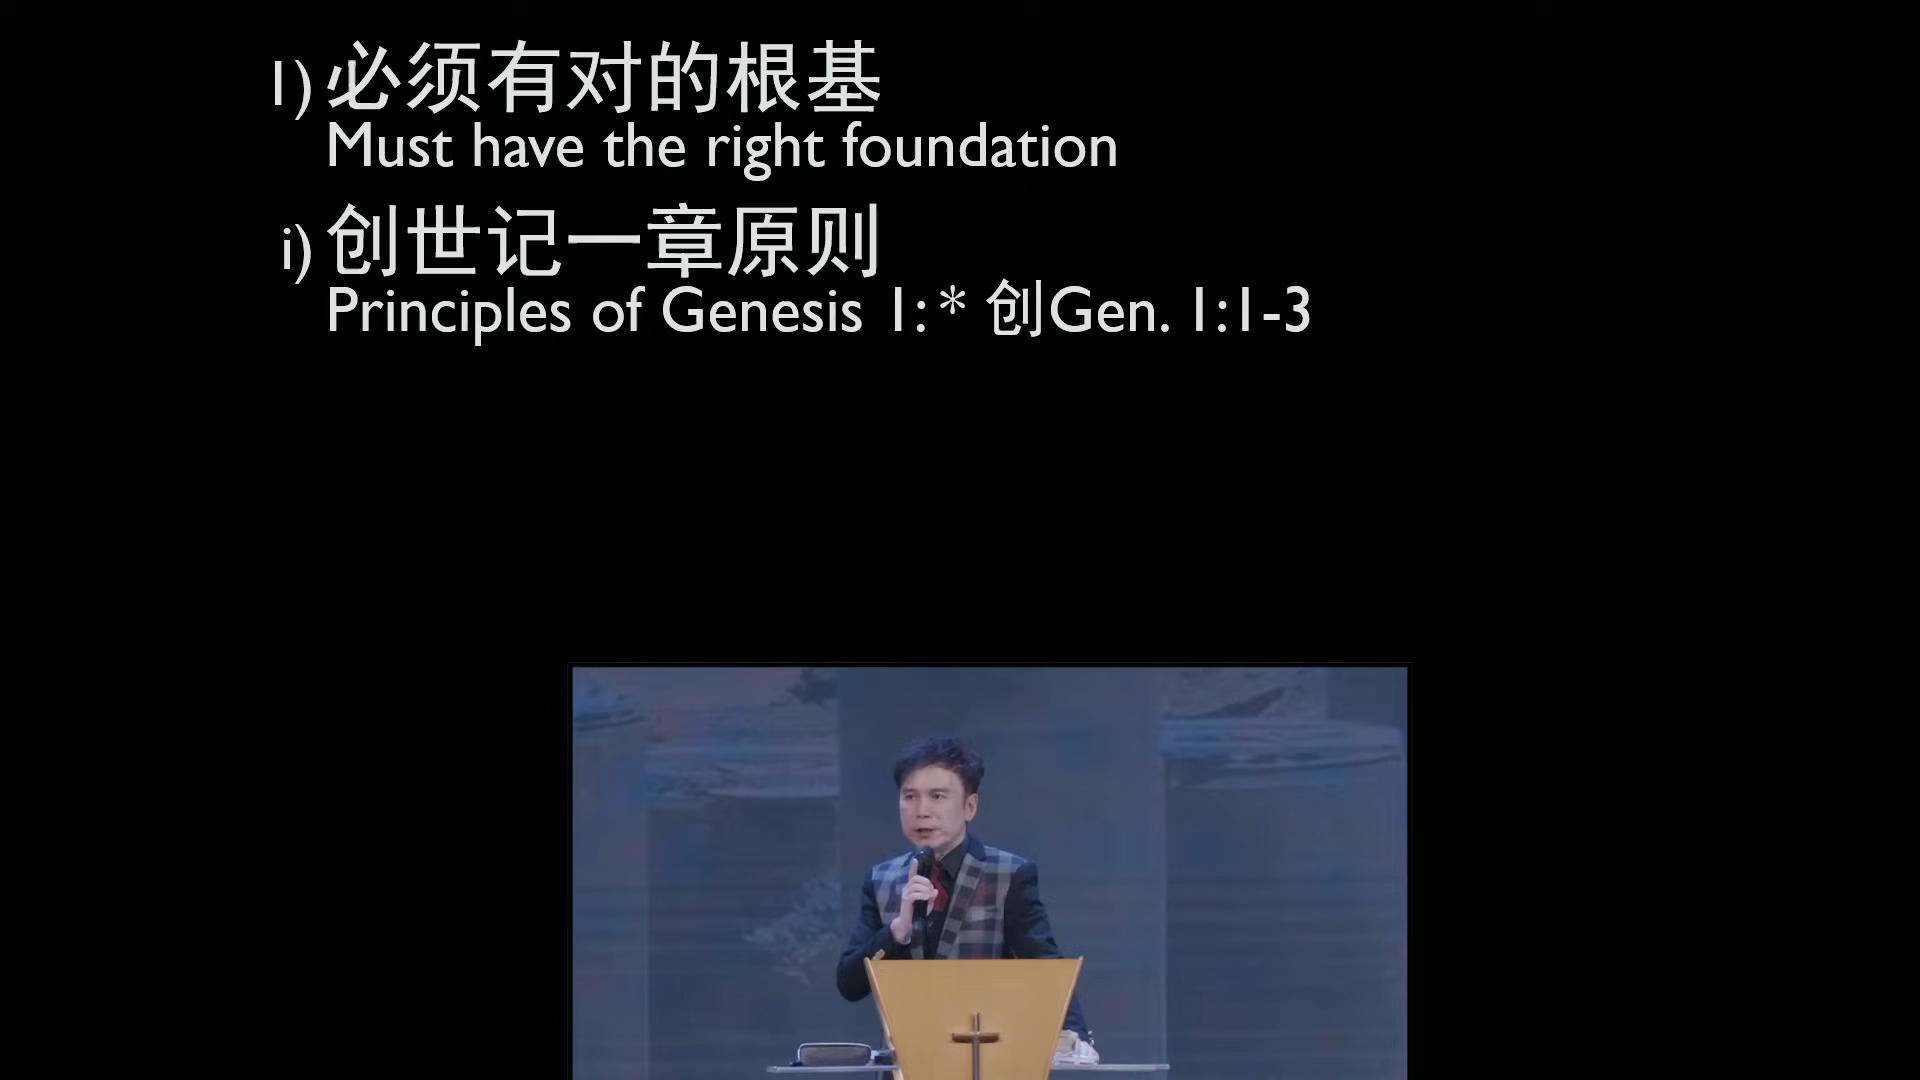 1) 必须有对的根基
Must have the right foundation
i) 创世记一章原则
Principles of Genesis 1: * 创Gen. 1:1-3